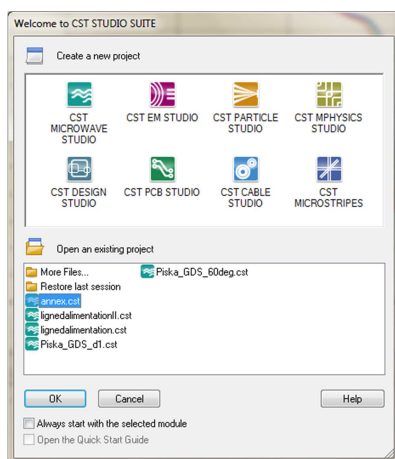 Welcome to CST STUDIO SUITE
Create a new project
CST MICROWAVE STUDIO
CST EM STUDIO
CST PARTICLE STUDIO
CST MPHYSICS STUDIO
CST DESIGN STUDIO
CST PCB STUDIO
CST CABLE STUDIO
CST MICROSTRIPES
Open an existing project
More Files...
Restore last session
annex.cst
lignedalimentationII.cst
lignedalimentation.cst
Piska_GDS_d1.cst
Piska_GDS_60deg.cst
OK
Cancel
Help
Always start with the selected module
Open the Quick Start Guide